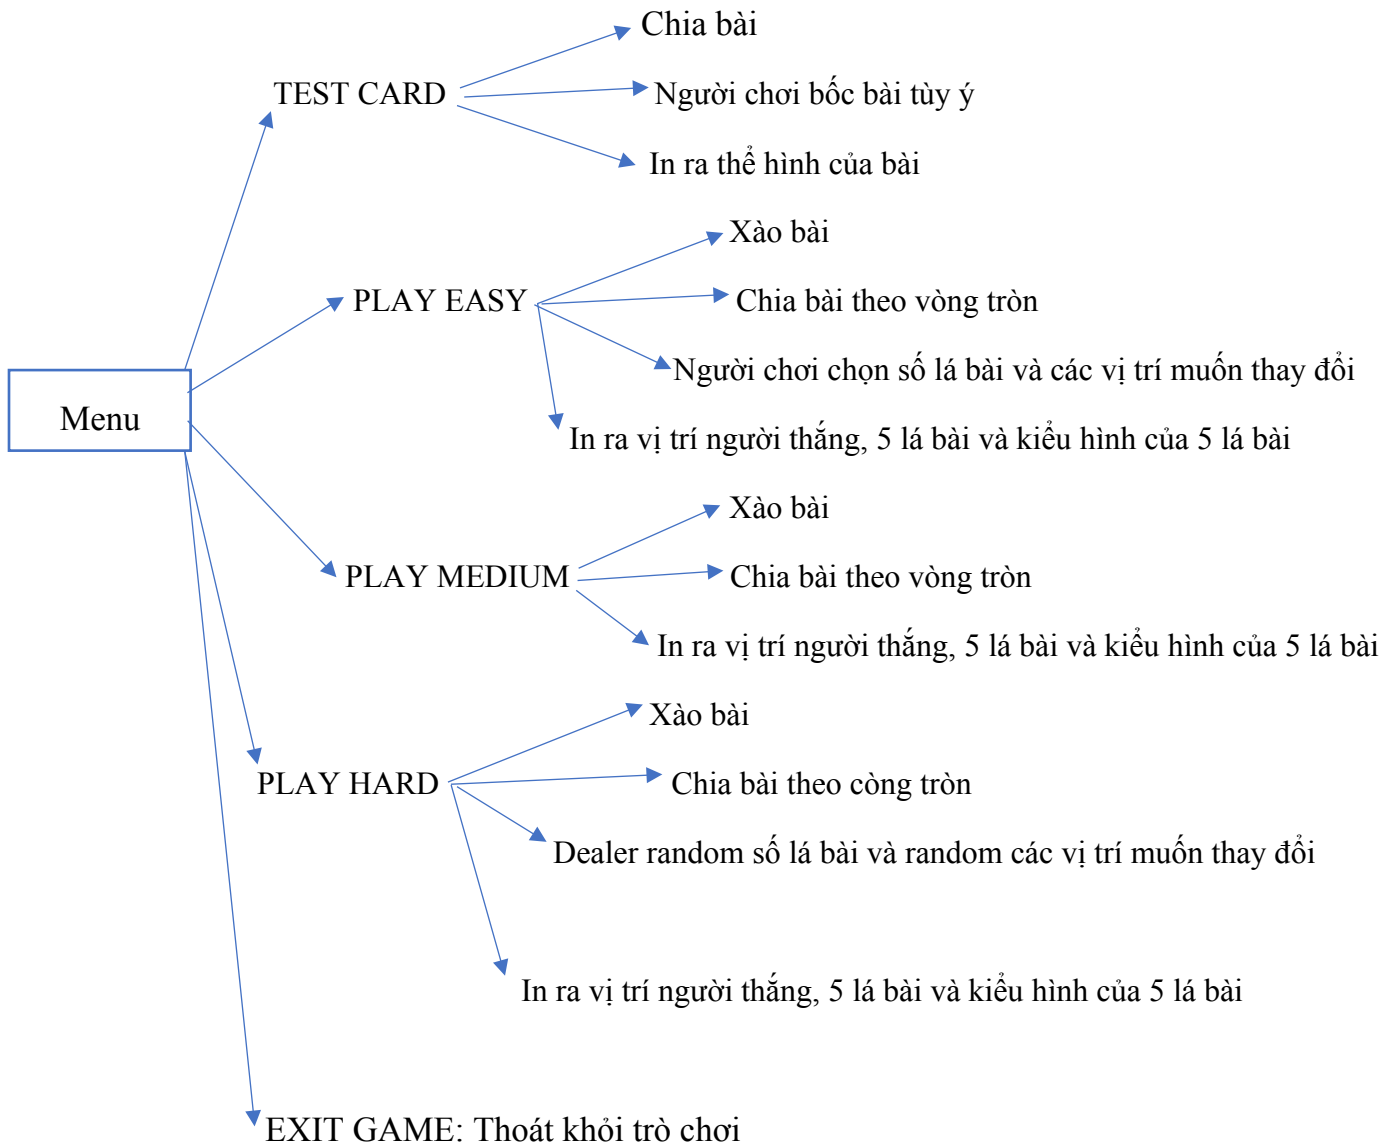 Chia bài
TEST CARD
Người chơi bốc bài tùy ý
In ra thể hình của bài
Xào bài
PLAY EASY
Chia bài theo vòng tròn
Người chơi chọn số lá bài và các vị trí muốn thay đổi
Menu
In ra vị trí người thắng, 5 lá bài và kiểu hình của 5 lá bài
Xào bài
PLAY MEDIUM
Chia bài theo vòng tròn
In ra vị trí người thắng, 5 lá bài và kiểu hình của 5 lá bài
Xào bài
PLAY HARD
Chia bài theo còng tròn
Dealer random số lá bài và random các vị trí muốn thay đổi
In ra vị trí người thắng, 5 lá bài và kiểu hình của 5 lá bài
EXIT GAME: Thoát khỏi trò chơi